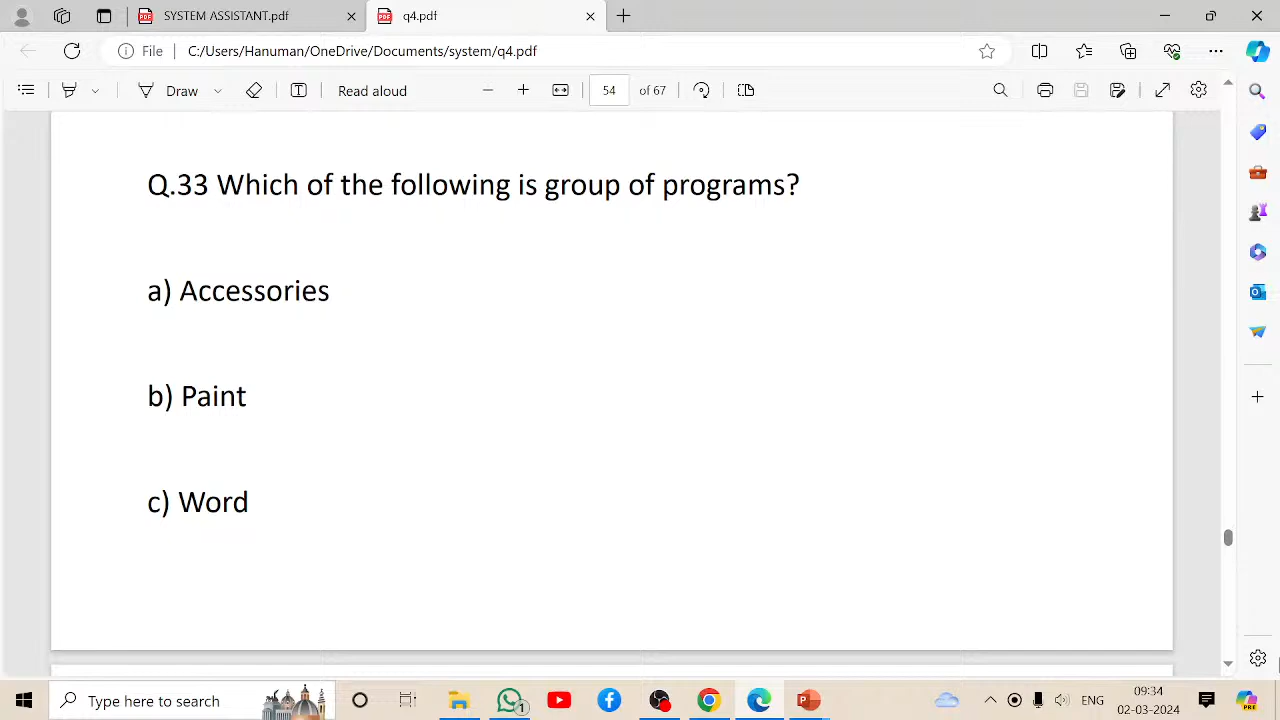 SYSTEM ASSISTANT.pdf
q4.pdf
File
C:/Users/Hanuman/OneDrive/Documents/system/q4.pdf
Draw
Read aloud
54 of 67
Q.33 Which of the following is group of programs?
a) Accessories
b) Paint
c) Word
Type here to search
1
ENG
09:34
02-03-2024